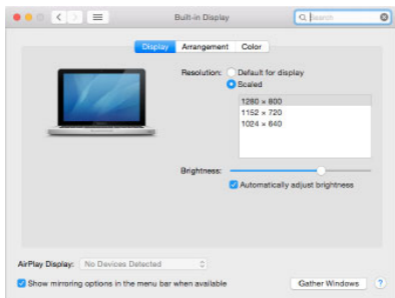 Built-in Display
Search
Display Arrangement Color
Resolution: Default for display
Scaled
1280 × 800
1152 × 720
1024 × 640
Brightness:
Automatically adjust brightness
AirPlay Display: No Devices Detected
Show mirroring options in the menu bar when available
Gather Windows ?